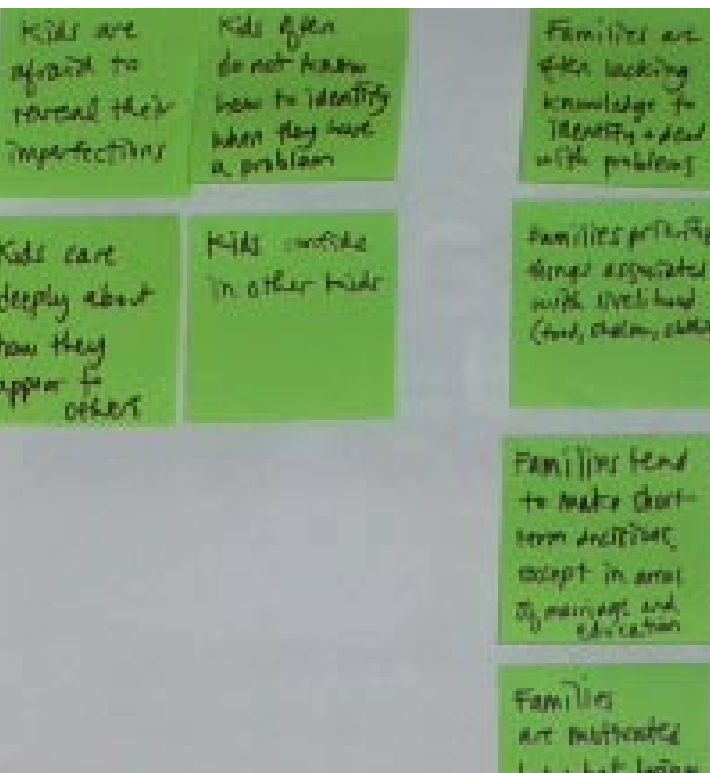 Kids are
afraid to
reveal their
imperfections
Kids often
do not know
how to identify
when they have
a problem
Families are
often lacking
knowledge to
identify + deal
with problems
Kids care
deeply about
how they
appear to
others
Kids confide
in other kids
Families prioritize
things associated
with livelihood
(food, shelter, clothing
Families tend
to make short-
term decisions,
except in areas
of marriage and
education
Families
are motivated